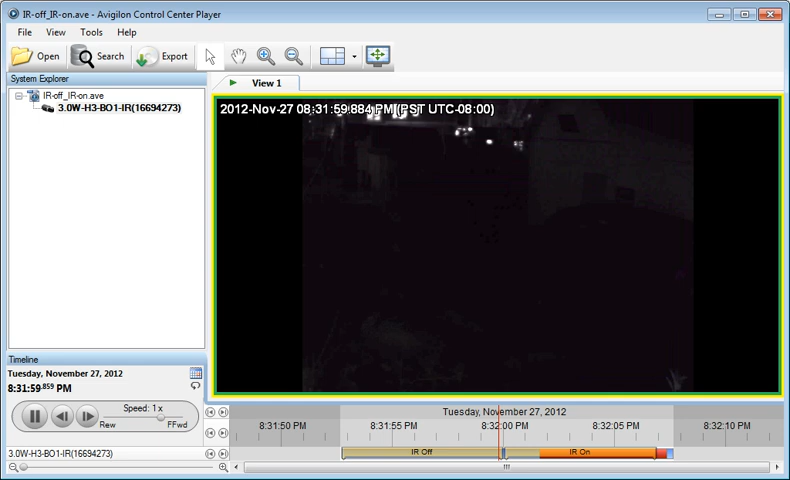 IR-off_IR-on.ave - Avigilon Control Center Player
File View Tools Help
Open Search Export
System Explorer
View 1
IR-off_IR-on.ave
3.0W-H3-BO1-IR(16694273)
2012-Nov-27 08:31:59.884 PM (PST UTC-08:00)
Timeline
Tuesday, November 27, 2012
8:31:59.859 PM
Speed: 1 x
Rew FFwd
Tuesday, November 27, 2012
8:31:50 PM 8:31:55 PM 8:32:00 PM 8:32:05 PM 8:32:10 PM
3.0W-H3-BO1-IR(16694273)
IR Off IR On